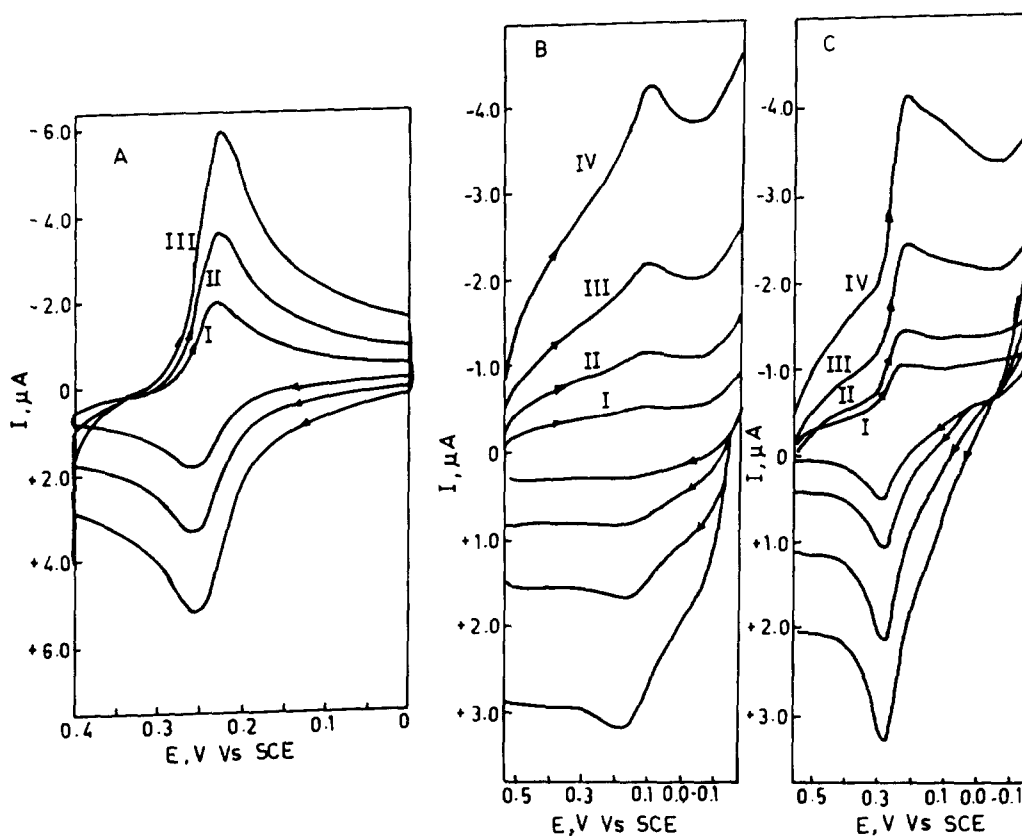 A
I, µA
-6.0
-4.0
-2.0
0
+2.0
+4.0
+6.0
III
II
I
0.4 0.3 0.2 0.1 0
E, V Vs SCE
B
I, µA
-4.0
-3.0
-2.0
-1.0
0
+1.0
+2.0
+3.0
IV
III
II
I
0.5 0.3 0.1 0.0 -0.1
E, V Vs SCE
C
I, µA
-4.0
-3.0
-2.0
-1.0
0
+1.0
+2.0
+3.0
IV
III
II
I
0.5 0.3 0.1 0.0 -0.1
E, V Vs SCE